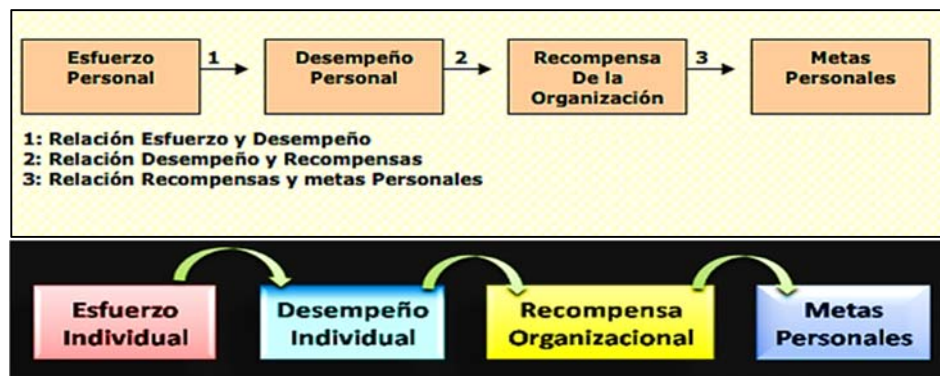 Esfuerzo
Personal
1
Desempeño
Personal
2
Recompensa
De la
Organización
3
Metas
Personales
1: Relación Esfuerzo y Desempeño
2: Relación Desempeño y Recompensas
3: Relación Recompensas y metas Personales
Esfuerzo
Individual
Desempeño
Individual
Recompensa
Organizacional
Metas
Personales